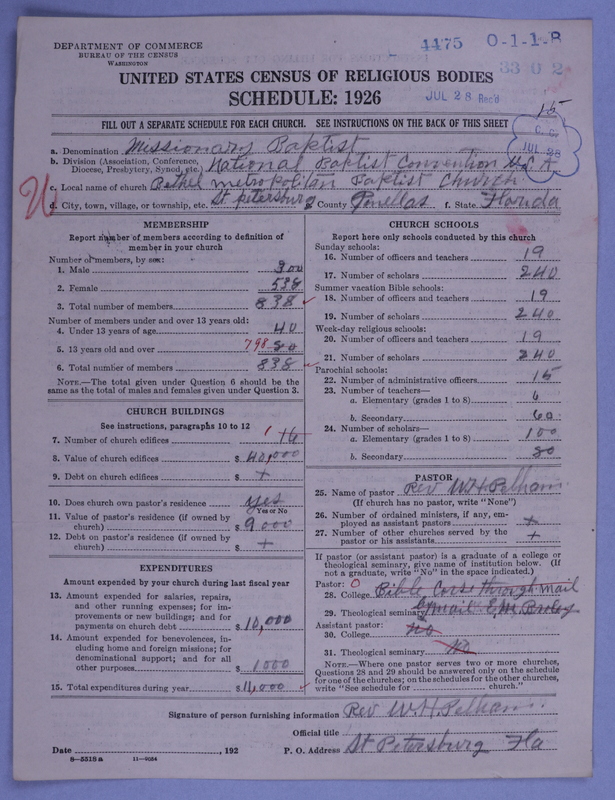 DEPARTMENT OF COMMERCE
BUREAU OF THE CENSUS
WASHINGTON
4475 0-1-1-B
3302
UNITED STATES CENSUS OF RELIGIOUS BODIES
SCHEDULE: 1926
JUL 28 Rec'd
15
FILL OUT A SEPARATE SCHEDULE FOR EACH CHURCH. SEE INSTRUCTIONS ON THE BACK OF THIS SHEET
JUL 28
a. Denomination Missionary Baptist
b. Division (Association, Conference, Diocese, Presbytery, Synod, etc.) National Baptist Convention
c. Local name of church Bethel metropolitan Baptist Church
d. City, town, village, or township, etc. St petersburg e. County Pinellas f. State Florida
MEMBERSHIP
Report number of members according to definition of
member in your church
Number of members, by sex:
1. Male 300
2. Female 538
3. Total number of members 838
Number of members under and over 13 years old:
4. Under 13 years of age 40
5. 13 years old and over 798 80
6. Total number of members 838
NOTE.—The total given under Question 6 should be the
same as the total of males and females given under Question 3.
CHURCH BUILDINGS
See instructions, paragraphs 10 to 12
7. Number of church edifices 1 16
8. Value of church edifices $ 40,000
9. Debt on church edifices $ +
10. Does church own pastor's residence yes
Yes or No
11. Value of pastor's residence (if owned by
church) $ 9000
12. Debt on pastor's residence (if owned by
church) $ +
EXPENDITURES
Amount expended by your church during last fiscal year
13. Amount expended for salaries, repairs,
and other running expenses; for im-
provements or new buildings; and for
payments on church debt $ 10,000
14. Amount expended for benevolences, in-
cluding home and foreign missions; for
denominational support; and for all
other purposes $ 1000
15. Total expenditures during year $ 11,000
CHURCH SCHOOLS
Report here only schools conducted by this church
Sunday schools:
16. Number of officers and teachers 19
17. Number of scholars 240
Summer vacation Bible schools:
18. Number of officers and teachers 19
19. Number of scholars 240
Week-day religious schools:
20. Number of officers and teachers 19
21. Number of scholars 240
Parochial schools:
22. Number of administrative officers 15
23. Number of teachers—
a. Elementary (grades 1 to 8) 6
b. Secondary 60
24. Number of scholars—
a. Elementary (grades 1 to 8) 100
b. Secondary 80
PASTOR
25. Name of pastor Rev W.H. Pelham
(If church has no pastor, write "None")
26. Number of ordained ministers, if any, em-
ployed as assistant pastors +
27. Number of other churches served by the
pastor or his assistants +
If pastor (or assistant pastor) is a graduate of a college or
theological seminary, give name of institution below. (If
not a graduate, write "No" in the space indicated.)
Pastor: O
28. College Bible Corse through mail
29. Theological seminary
Assistant pastor:
30. College No
31. Theological seminary No
NOTE.—Where one pastor serves two or more churches,
Questions 28 and 29 should be answered only on the schedule
for one of the churches; on the schedules for the other churches,
write "See schedule for church."
Signature of person furnishing information Rev W.H. Pelham.
Official title
Date , 192 P. O. Address St Petersburg Fla
8—5518 a 11—9054